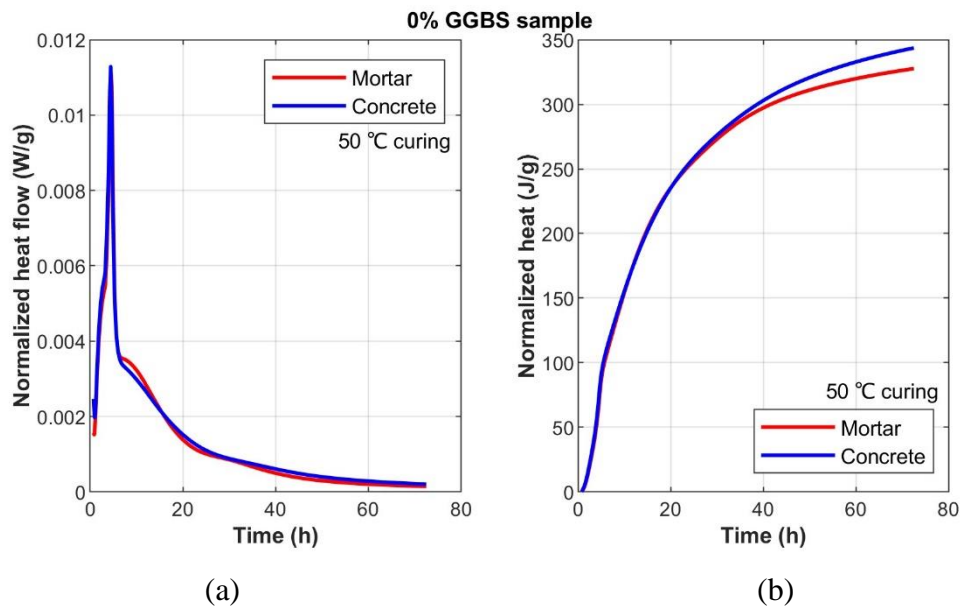 0% GGBS sample
0.012
0.01
0.008
0.006
0.004
0.002
0
Normalized heat flow (W/g)
Mortar
Concrete
50 ℃ curing
0 20 40 60 80
Time (h)
(a)
350
300
250
200
150
100
50
0
Normalized heat (J/g)
50 ℃ curing
Mortar
Concrete
0 20 40 60 80
Time (h)
(b)